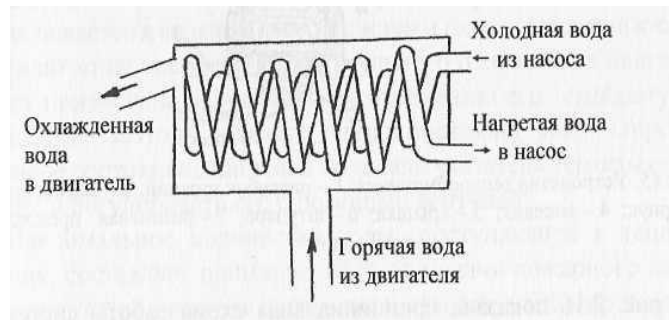 Холодная вода
из насоса
Охлажденная
вода
в двигатель
Нагретая вода
в насос
Горячая вода
из двигателя